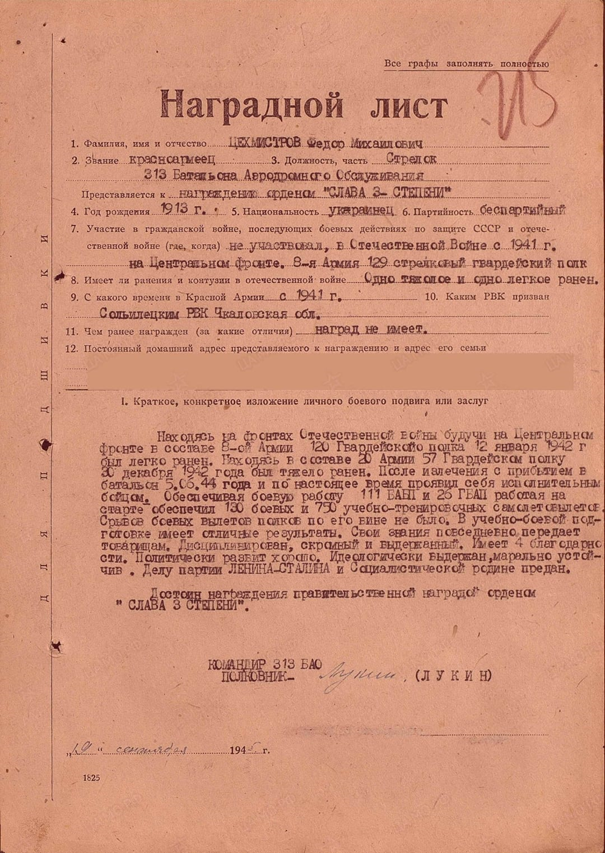 Все графы заполнять полностью
215
Наградной лист
1. Фамилия, имя и отчество ЦЕХМИСТРОВ Федор Михайлович
2. Звание красноармеец 3. Должность, часть Стрелок
313 Батальона Аэродромного Обслуживания
Представляется к награждению орденом "СЛАВА 3- СТЕПЕНИ"
4. Год рождения 1913 г. 5. Национальность украинец 6. Партийность беспартийный
7. Участие в гражданской войне, последующих боевых действиях по защите СССР и отече-
ственной войне (где, когда) не участвовал, в Отечественной Войне с 1941 г.
на Центральном фронте. 8-я Армия 129 стрелковый гвардейский полк
8. Имеет ли ранения и контузии в отечественной войне Одно тяжолое и одно легкое ранен.
9. С какого времени в Красной Армии с 1941 г. 10. Каким РВК призван
Сольилецким РВК Чкаловская обл.
11. Чем ранее награжден (за какие отличия) наград не имеет.
12. Постоянный домашний адрес представляемого к награждению и адрес его семьи
I. Краткое, конкретное изложение личного боевого подвига или заслуг
Находясь на фронтах Отечественной Войны будучи на Центральном
фронте в составе 8-ой Армии 120 Гвардейского полка 12 января 1942 г
был легко ранен. Находясь в составе 20 Армии 57 Гвардейском полку
30 декабря 1942 года был тяжело ранен. После излечения с прибытием в
батальон 5.06.44 года и по настоящее время проявил себя исполнительным
бойцом. Обеспечивая боевую работу 111 БАБП и 26 ГБАП работая на
старте обеспечил 130 боевых и 750 учебно-тренировочных самолетовылетов.
Срывов боевых вылетов полков по его вине не было. В учебно-боевой под-
готовке имеет отличные результаты. Свои знания повседневно передает
товарищам. Дисциплинирован, скромный и выдержанный. Имеет 4 благодарно
сти. Политически развит хорошо. Идеологически выдержан,марально устой-
чив . Делу партии ЛЕНИНА-СТАЛИНА и Социалистической родине предан.
Достоин награждения правительственной наградой орденом
" СЛАВА 3 СТЕПЕНИ".
КОМАНДИР 313 БАО
ПОЛКОВНИК- Лукин (ЛУКИН)
сентября 194 г.
1825
ДЛЯ ПОДШИВКИ